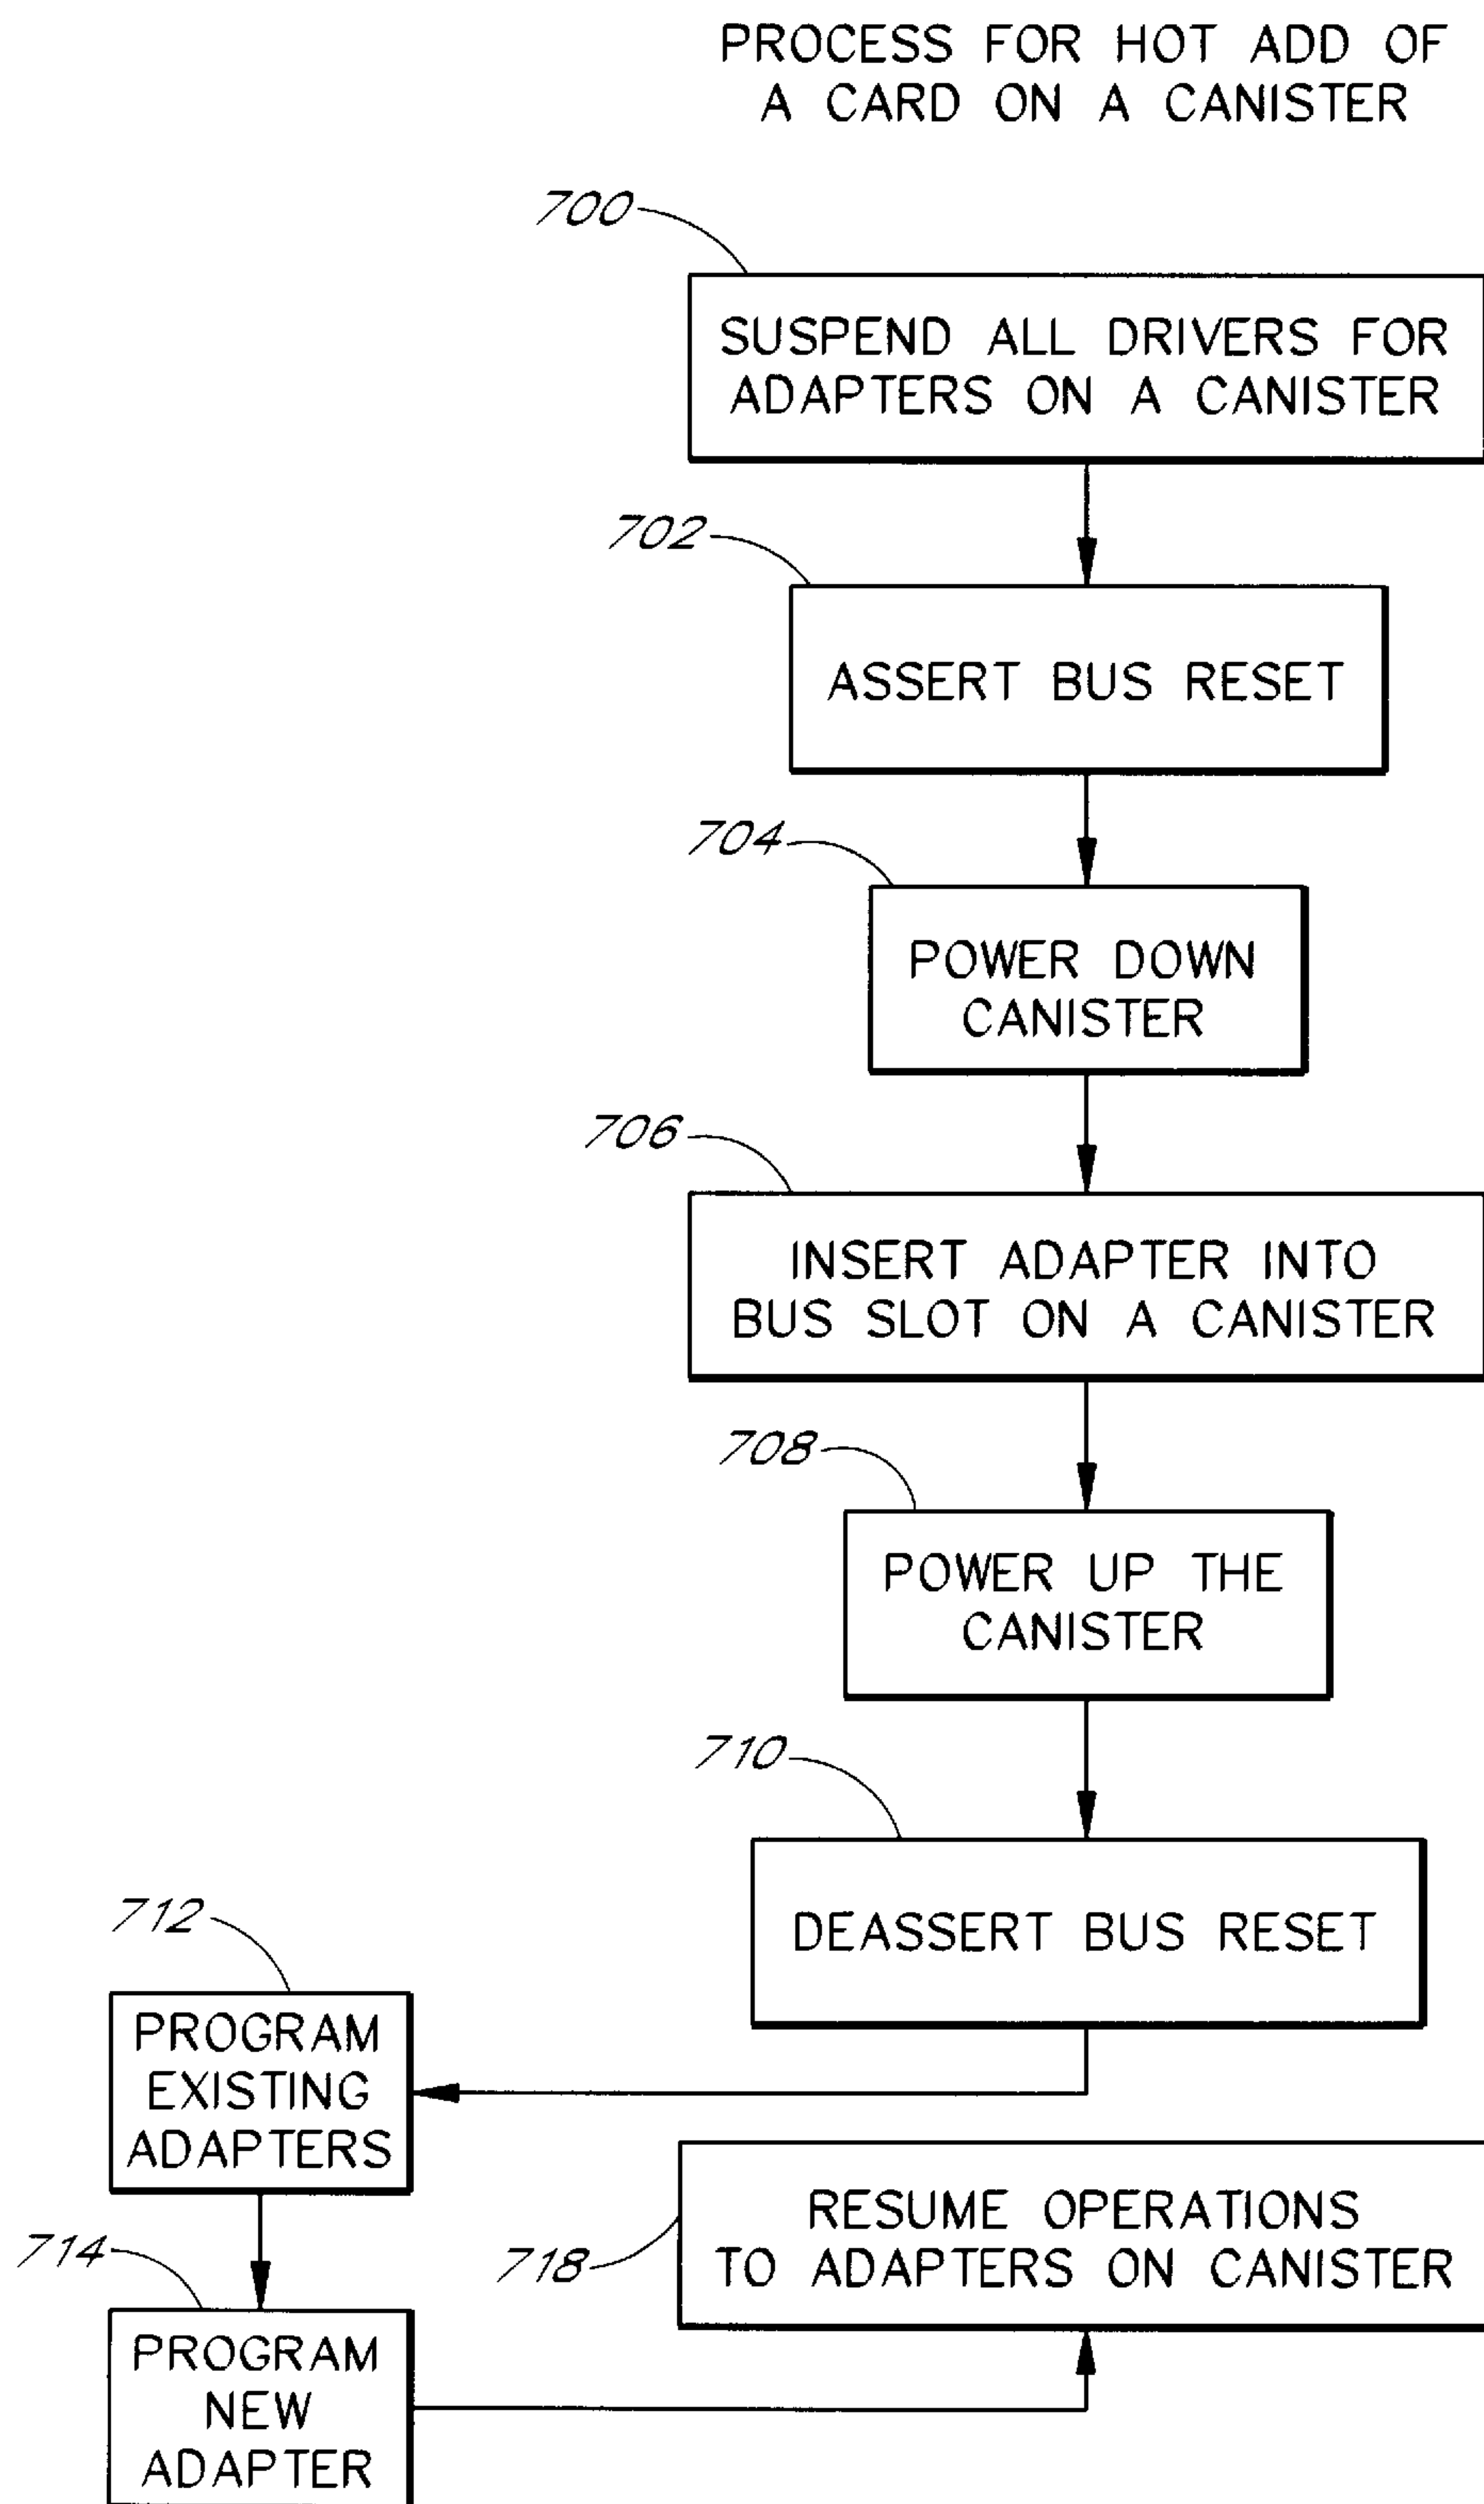 PROCESS FOR HOT ADD OF
A CARD ON A CANISTER
700
SUSPEND ALL DRIVERS FOR
ADAPTERS ON A CANISTER
702
ASSERT BUS RESET
704
POWER DOWN
CANISTER
706
INSERT ADAPTER INTO
BUS SLOT ON A CANISTER
708
POWER UP THE
CANISTER
710
DEASSERT BUS RESET
712
PROGRAM
EXISTING
ADAPTERS
718
RESUME OPERATIONS
TO ADAPTERS ON CANISTER
714
PROGRAM
NEW
ADAPTER